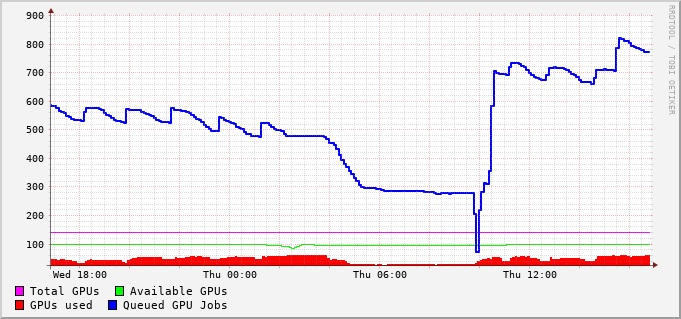 900
800
700
600
500
400
300
200
100
Wed 18:00 Thu 00:00 Thu 06:00 Thu 12:00
Total GPUs Available GPUs
GPUs used Queued GPU Jobs
RRDTOOL / TOBI OETIKER